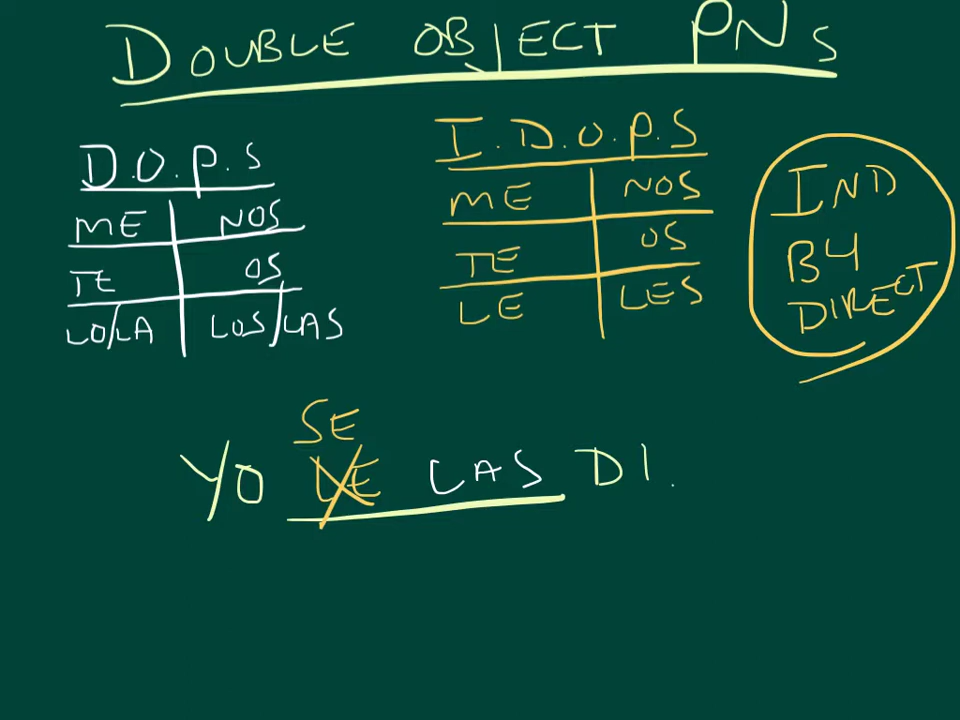 DOUBLE OBJECT PNs
D.O.P.S
ME NOS
TE OS
LO/LA LOS/LAS
I.D.O.P.S
ME NOS
TE OS
LE LES
IND
B4
DIRECT
SE
YO LE LAS DI.